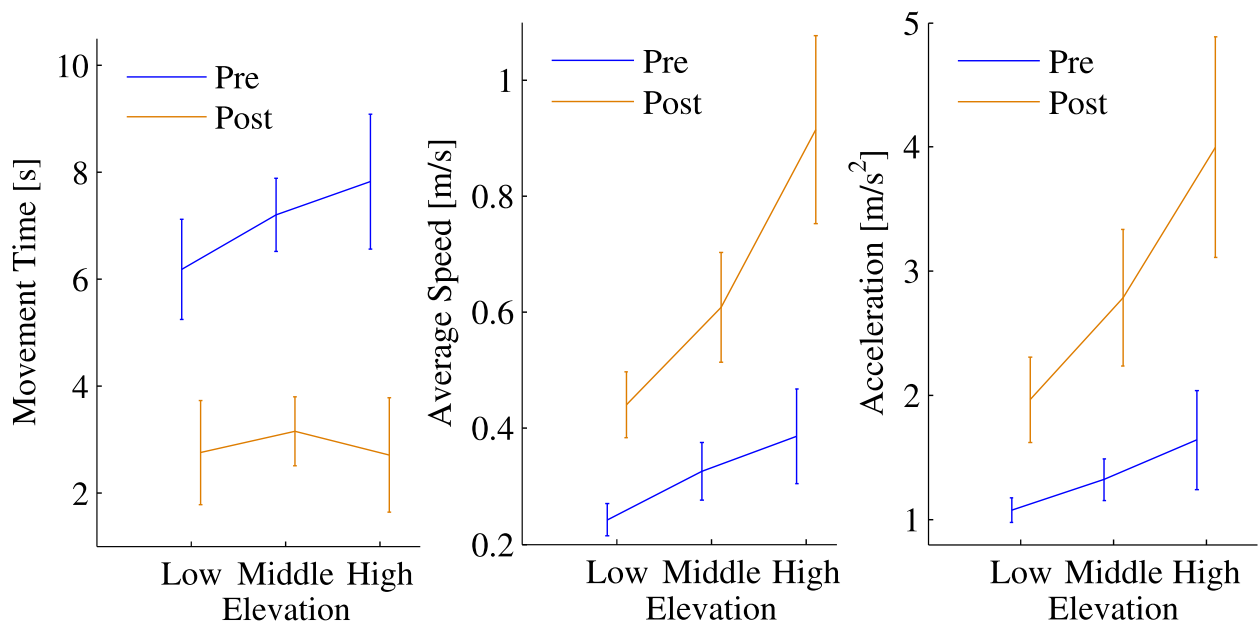 Movement Time [s]
10
8
6
4
2
Pre
Post
Low Middle High
Elevation
Average Speed [m/s]
1
0.8
0.6
0.4
0.2
Pre
Post
Low Middle High
Elevation
Acceleration [m/s²]
5
4
3
2
1
Pre
Post
Low Middle High
Elevation